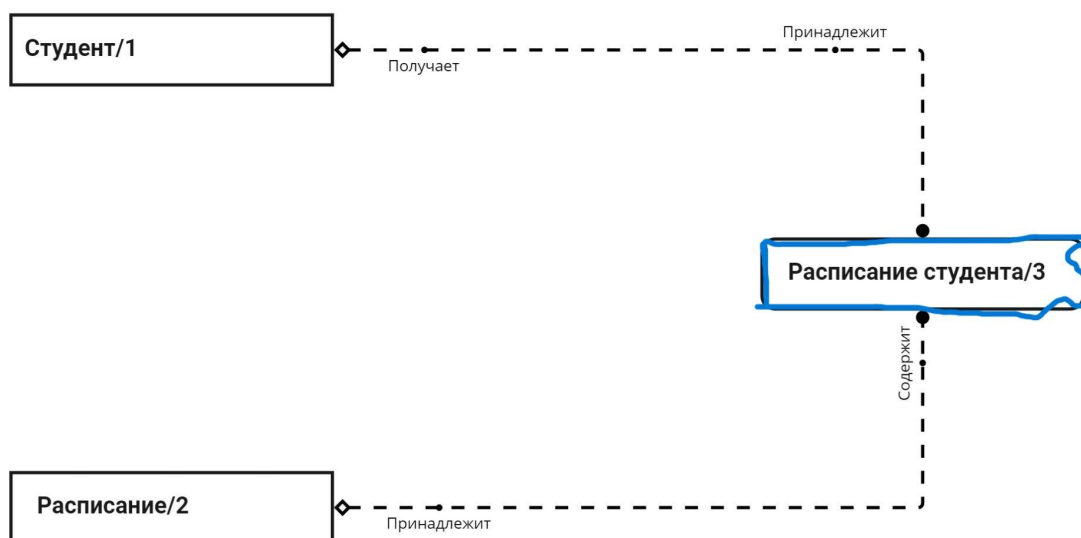 Студент/1
Принадлежит
Получает
Расписание студента/3
Содержит
Расписание/2
Принадлежит